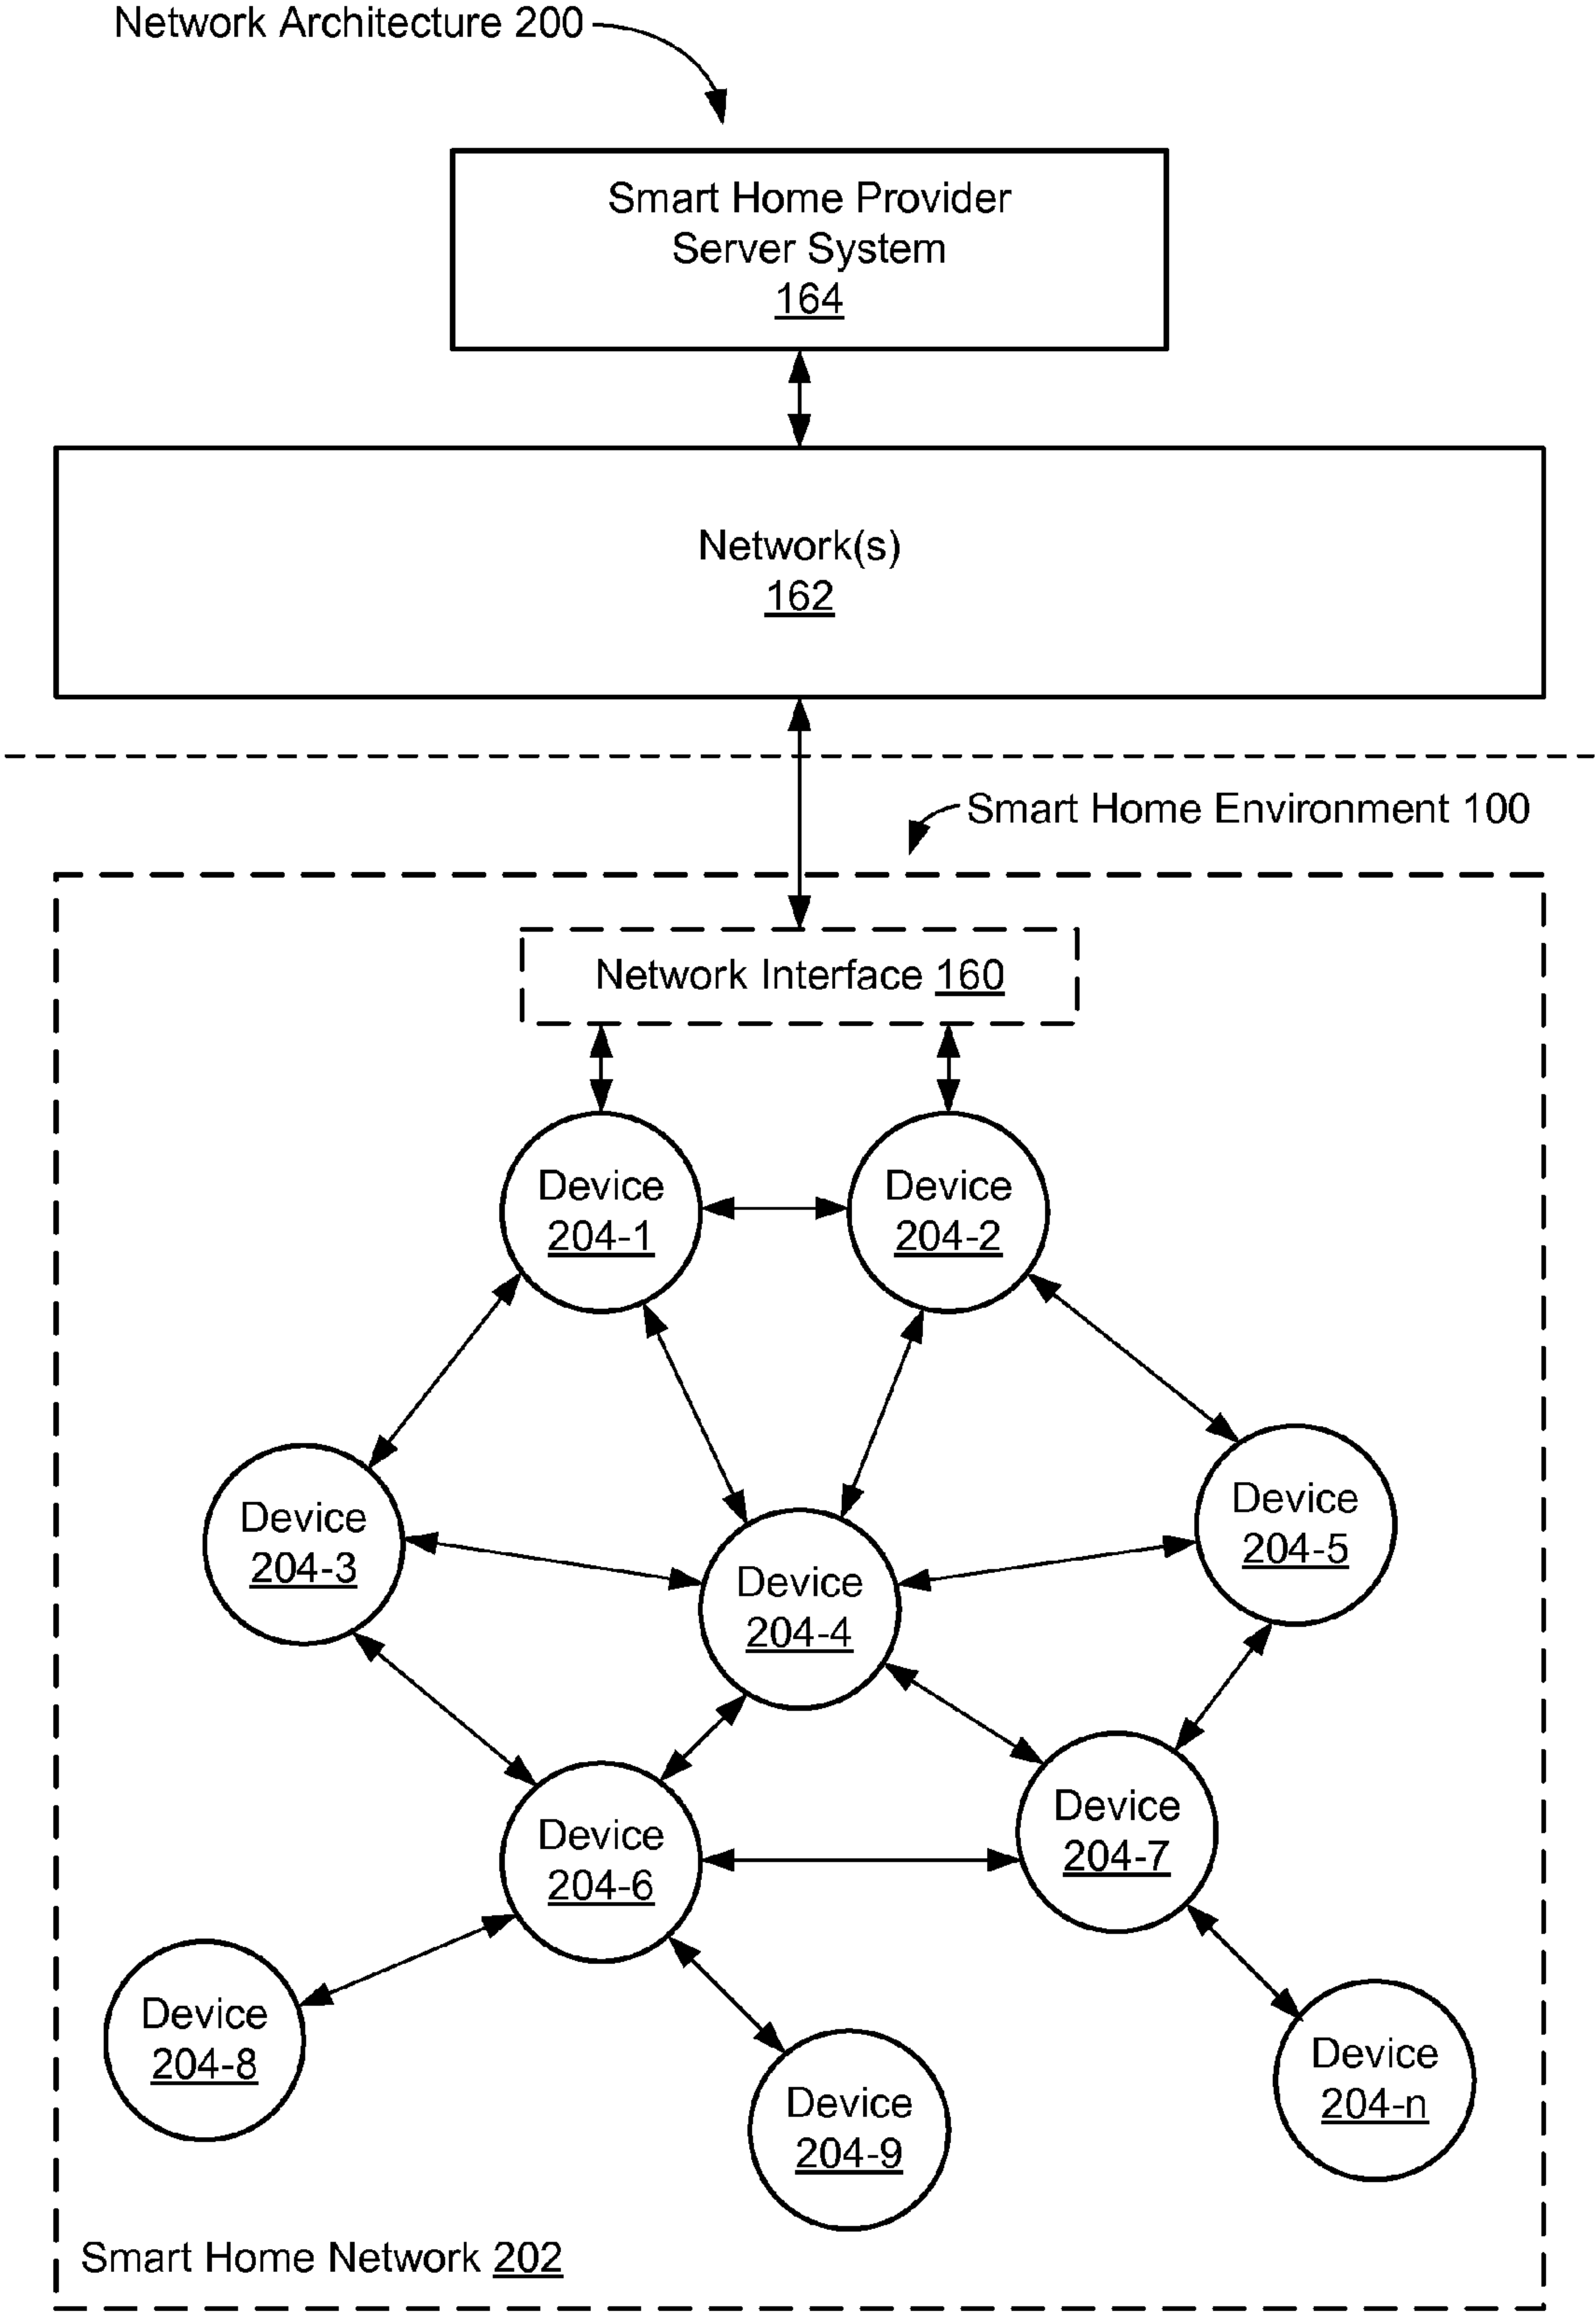 Network Architecture 200
Smart Home Provider
Server System
164
Network(s)
162
Smart Home Environment 100
Network Interface 160
Device
204-1
Device
204-2
Device
204-3
Device
204-4
Device
204-5
Device
204-6
Device
204-7
Device
204-8
Device
204-9
Device
204-n
Smart Home Network 202